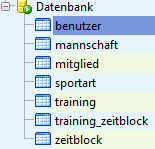 Datenbank
benutzer
mannschaft
mitglied
sportart
training
training_zeitblock
zeitblock